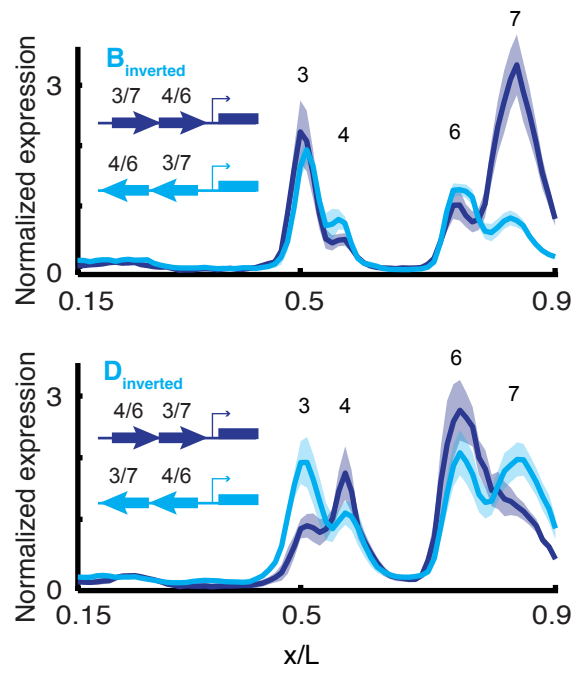 Normalized expression
3
0
B inverted
3/7 4/6
4/6 3/7
3
4
6
7
0.15 0.5 0.9
Normalized expression
3
0
D inverted
4/6 3/7
3/7 4/6
3
4
6
7
0.15 0.5 0.9
x/L